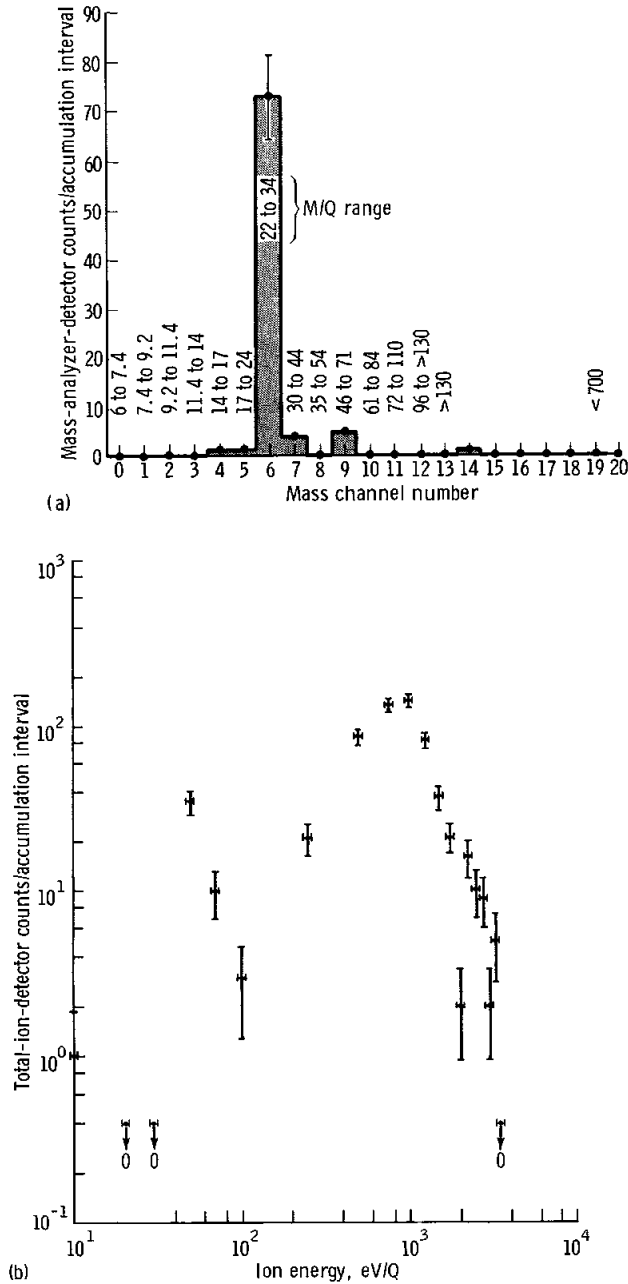 Mass-analyzer-detector counts/accumulation interval
90
80
70
60
50
40
30
20
10
0
6 to 7.4
7.4 to 9.2
9.2 to 11.4
11.4 to 14
14 to 17
17 to 24
22 to 34
M/Q range
30 to 44
35 to 54
46 to 71
61 to 84
72 to 110
96 to >130
>130
<700
0 1 2 3 4 5 6 7 8 9 10 11 12 13 14 15 16 17 18 19 20
Mass channel number
(a)
Total-ion-detector counts/accumulation interval
10³
10²
10¹
10⁰
10⁻¹
0 0 0
10¹ 10² 10³ 10⁴
Ion energy, eV/Q
(b)